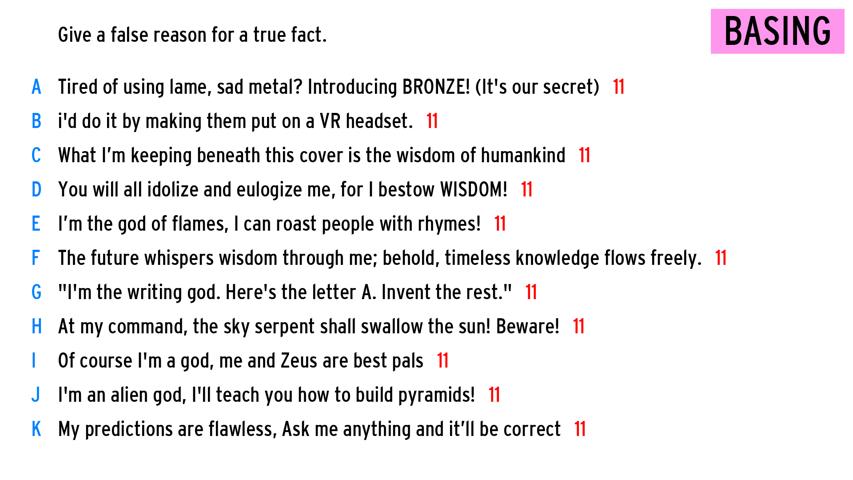 Give a false reason for a true fact.
BASING
A Tired of using lame, sad metal? Introducing BRONZE! (It's our secret) 11
B i'd do it by making them put on a VR headset. 11
C What I’m keeping beneath this cover is the wisdom of humankind 11
D You will all idolize and eulogize me, for I bestow WISDOM! 11
E I’m the god of flames, I can roast people with rhymes! 11
F The future whispers wisdom through me; behold, timeless knowledge flows freely. 11
G "I'm the writing god. Here's the letter A. Invent the rest." 11
H At my command, the sky serpent shall swallow the sun! Beware! 11
I Of course I'm a god, me and Zeus are best pals 11
J I'm an alien god, I'll teach you how to build pyramids! 11
K My predictions are flawless, Ask me anything and it’ll be correct 11